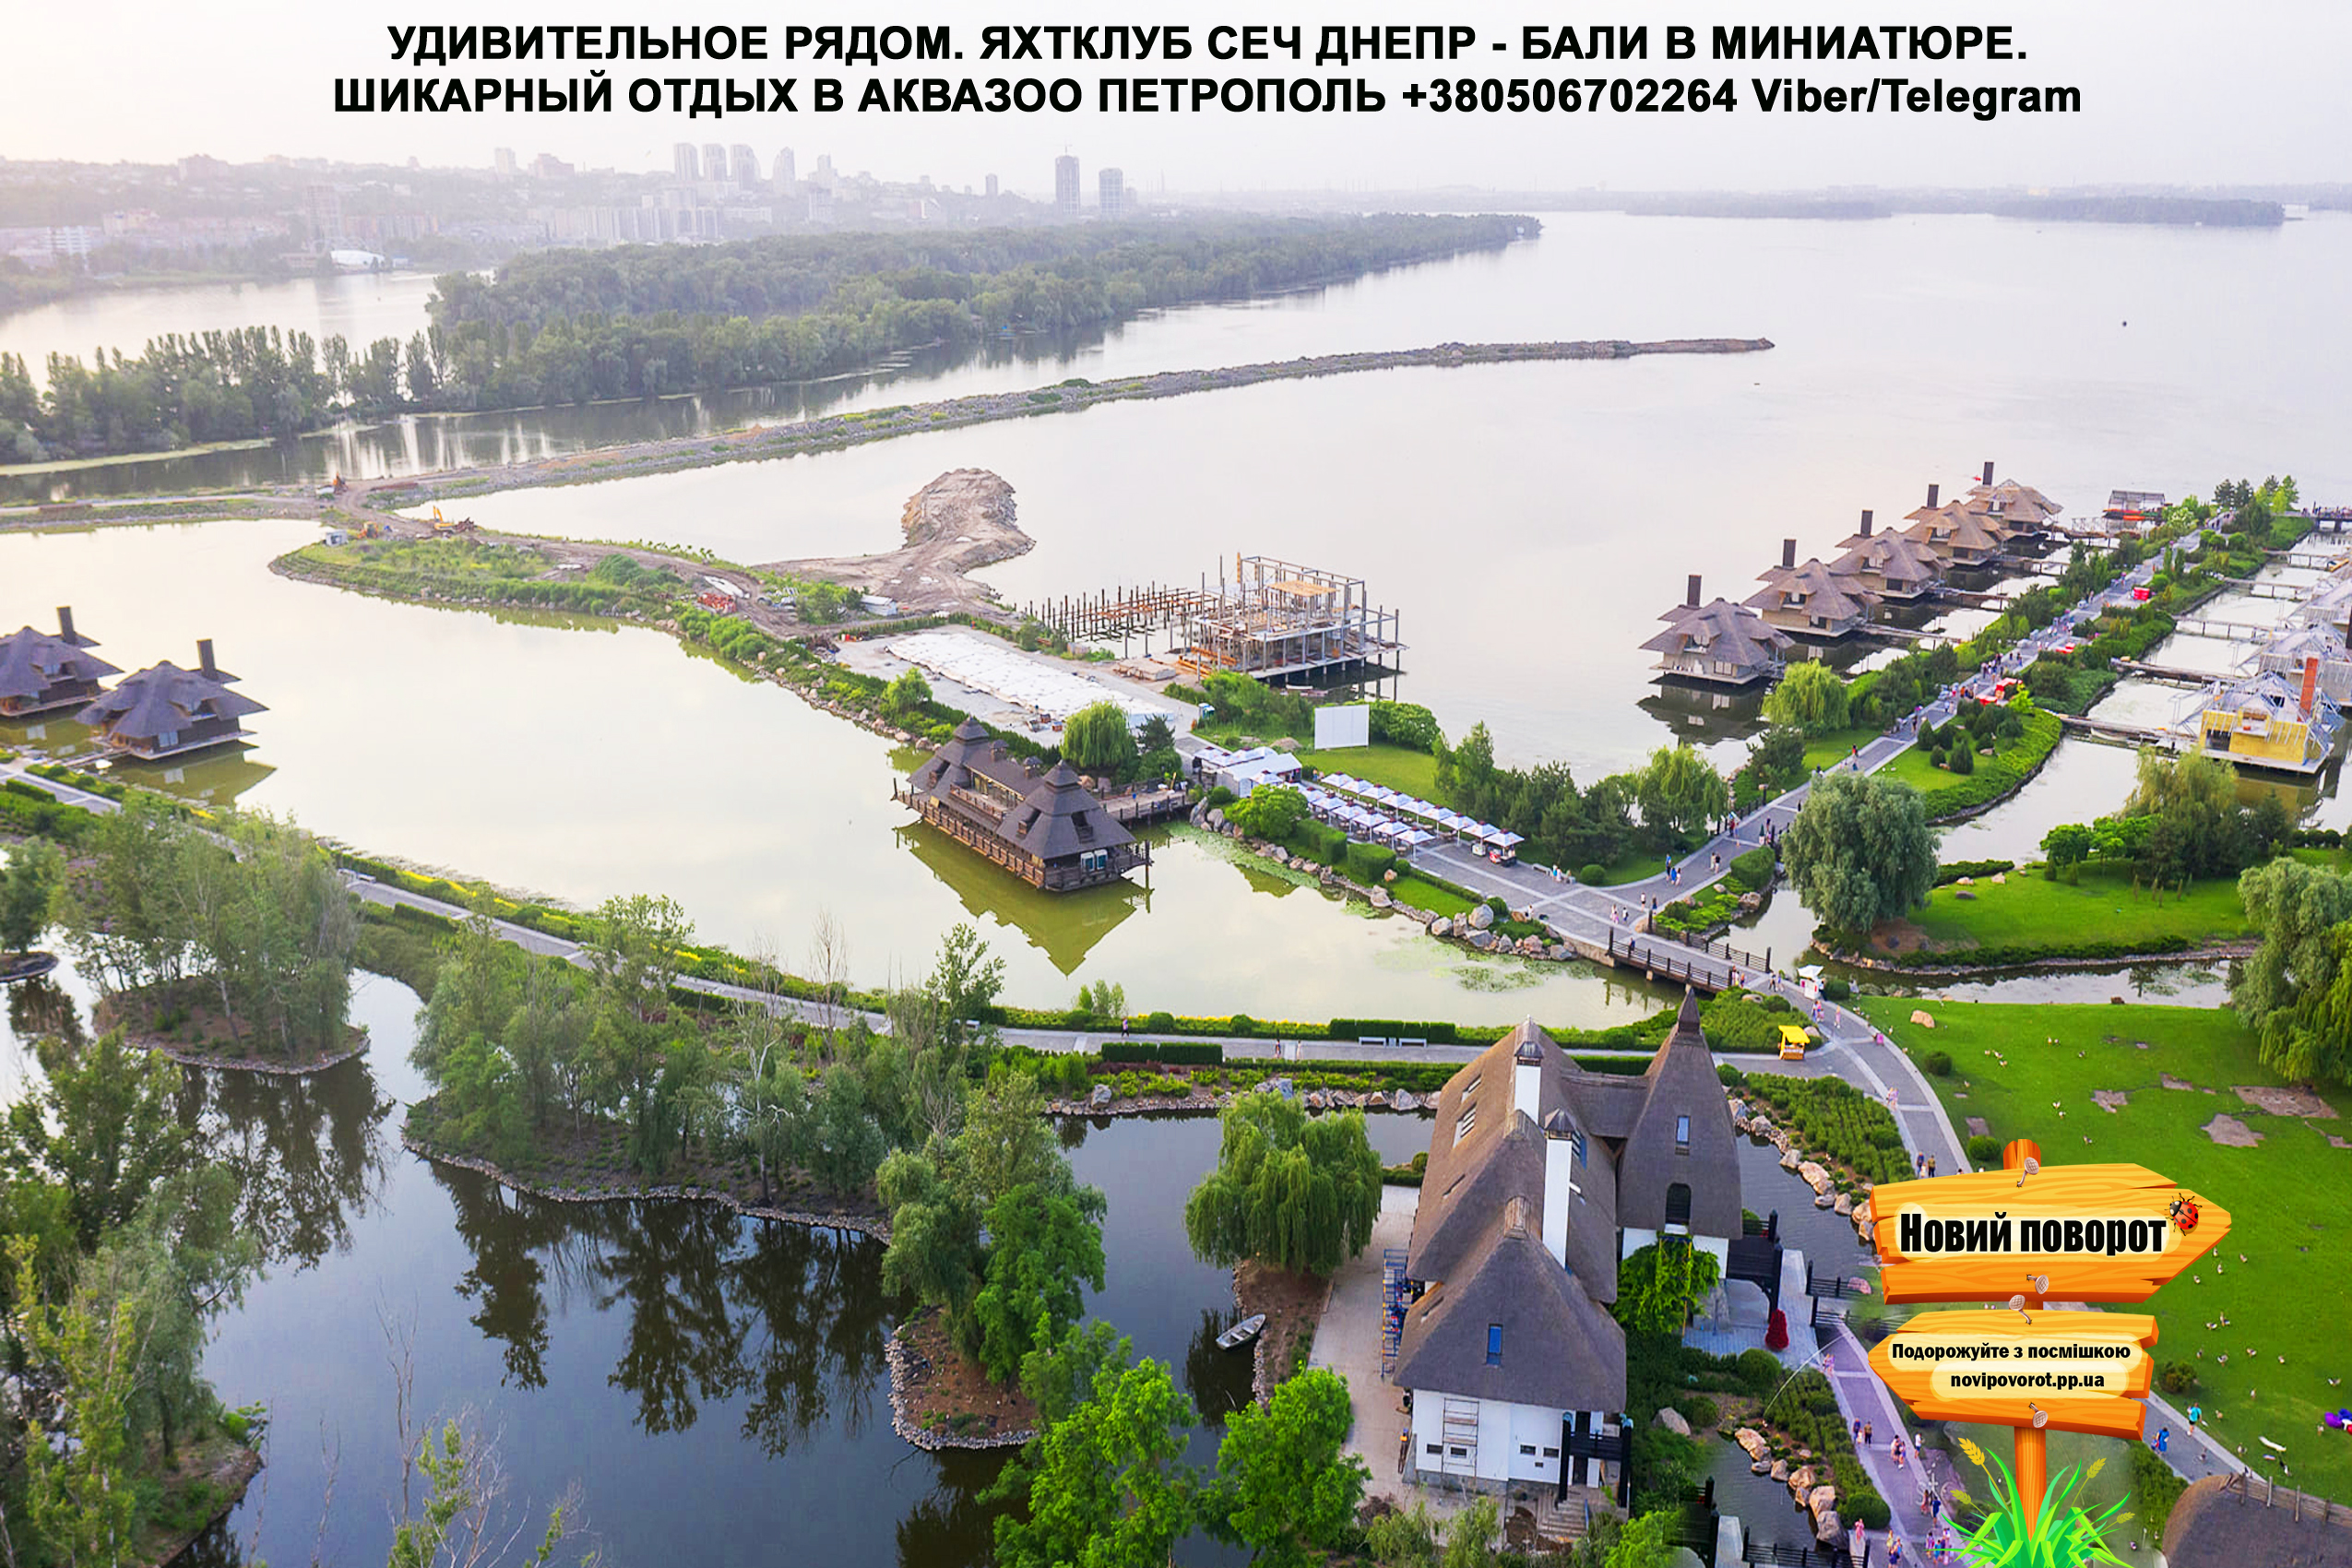 УДИВИТЕЛЬНОЕ РЯДОМ. ЯХТКЛУБ СЕЧ ДНЕПР - БАЛИ В МИНИАТЮРЕ.
ШИКАРНЫЙ ОТДЫХ В АКВАЗОО ПЕТРОПОЛЬ +380506702264 Viber/Telegram
Новий поворот
Подорожуйте з посмішкою
novipovorot.pp.ua